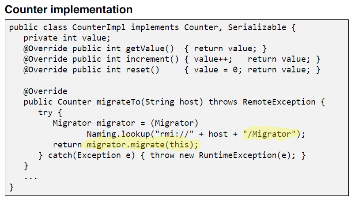 Counter implementation
public class CounterImpl implements Counter, Serializable {
private int value;
@Override public int getValue() { return value; }
@Override public int increment() { value++; return value; }
@Override public int reset() { value = 0; return value; }
@Override
public Counter migrateTo(String host) throws RemoteException {
try {
Migrator migrator = (Migrator)
Naming.lookup("rmi://" + host + "/Migrator");
return migrator.migrate(this);
} catch(Exception e) { throw new RuntimeException(e); }
}
...
}